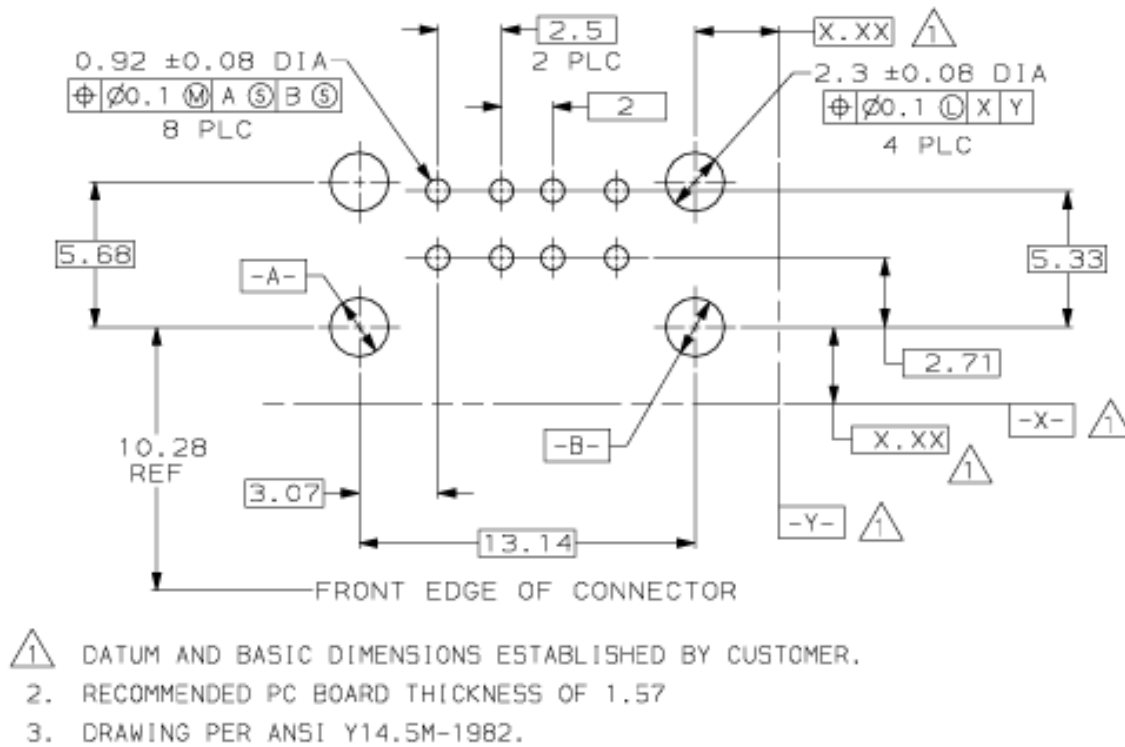 2.5
2 PLC
X.XX 1
0.92 ±0.08 DIA
⌖ Ø0.1 Ⓜ A Ⓢ B Ⓢ
8 PLC
2
2.3 ±0.08 DIA
⌖ Ø0.1 Ⓛ X Y
4 PLC
5.68
5.33
-A-
2.71
-B-
-X- 1
X.XX
1
10.28
REF
3.07
-Y- 1
13.14
FRONT EDGE OF CONNECTOR
1 DATUM AND BASIC DIMENSIONS ESTABLISHED BY CUSTOMER.
2. RECOMMENDED PC BOARD THICKNESS OF 1.57
3. DRAWING PER ANSI Y14.5M-1982.